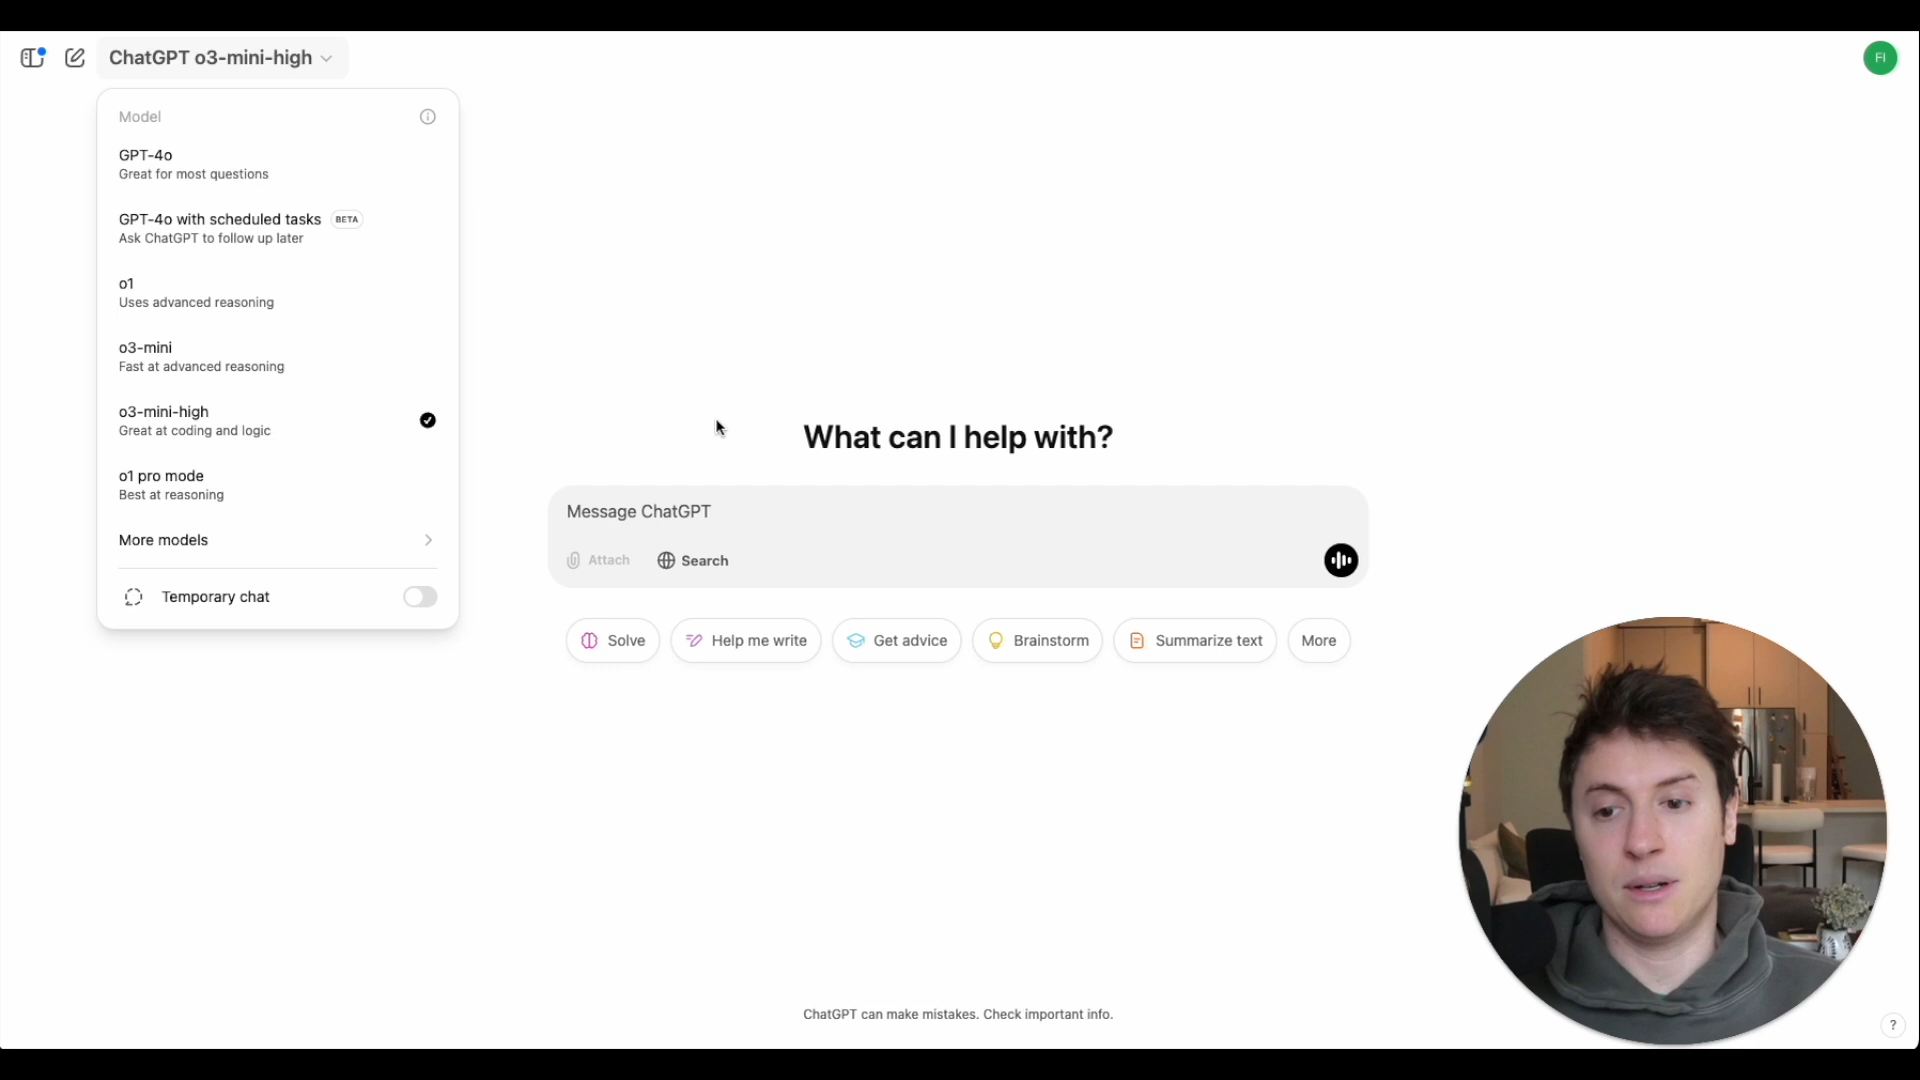 ChatGPT o3-mini-high
FI
Model
GPT-4o
Great for most questions
GPT-4o with scheduled tasks BETA
Ask ChatGPT to follow up later
o1
Uses advanced reasoning
o3-mini
Fast at advanced reasoning
o3-mini-high
Great at coding and logic
o1 pro mode
Best at reasoning
More models
Temporary chat
What can I help with?
Message ChatGPT
Attach Search
Solve Help me write Get advice Brainstorm Summarize text More
ChatGPT can make mistakes. Check important info.
?